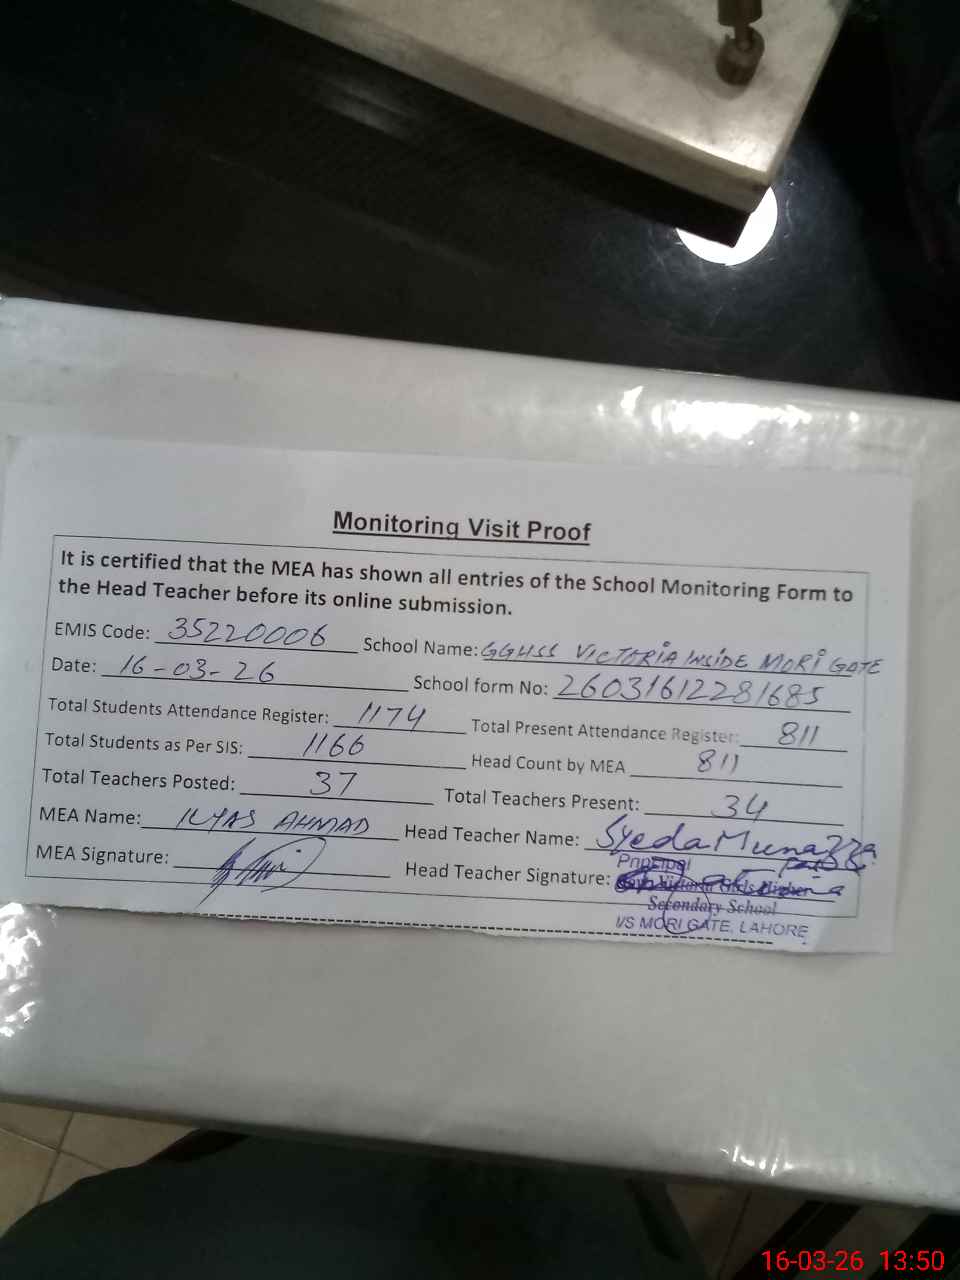 Monitoring Visit Proof
It is certified that the MEA has shown all entries of the School Monitoring Form to
the Head Teacher before its online submission.
EMIS Code: 35220006 School Name: GGHSS VICTORIA INSIDE MORI GATE
Date: 16-03-26 School form No: 26031612281685
Total Students Attendance Register: 1174 Total Present Attendance Register: 811
Total Students as Per SIS: 1166 Head Count by MEA 811
Total Teachers Posted: 37 Total Teachers Present: 34
MEA Name: ILYAS AHMAD Head Teacher Name: Syeda Munazza
MEA Signature: Head Teacher Signature:
Principal
Govt. Victoria Girls Higher
Secondary School
I/S MORI GATE, LAHORE
16-03-26 13:50